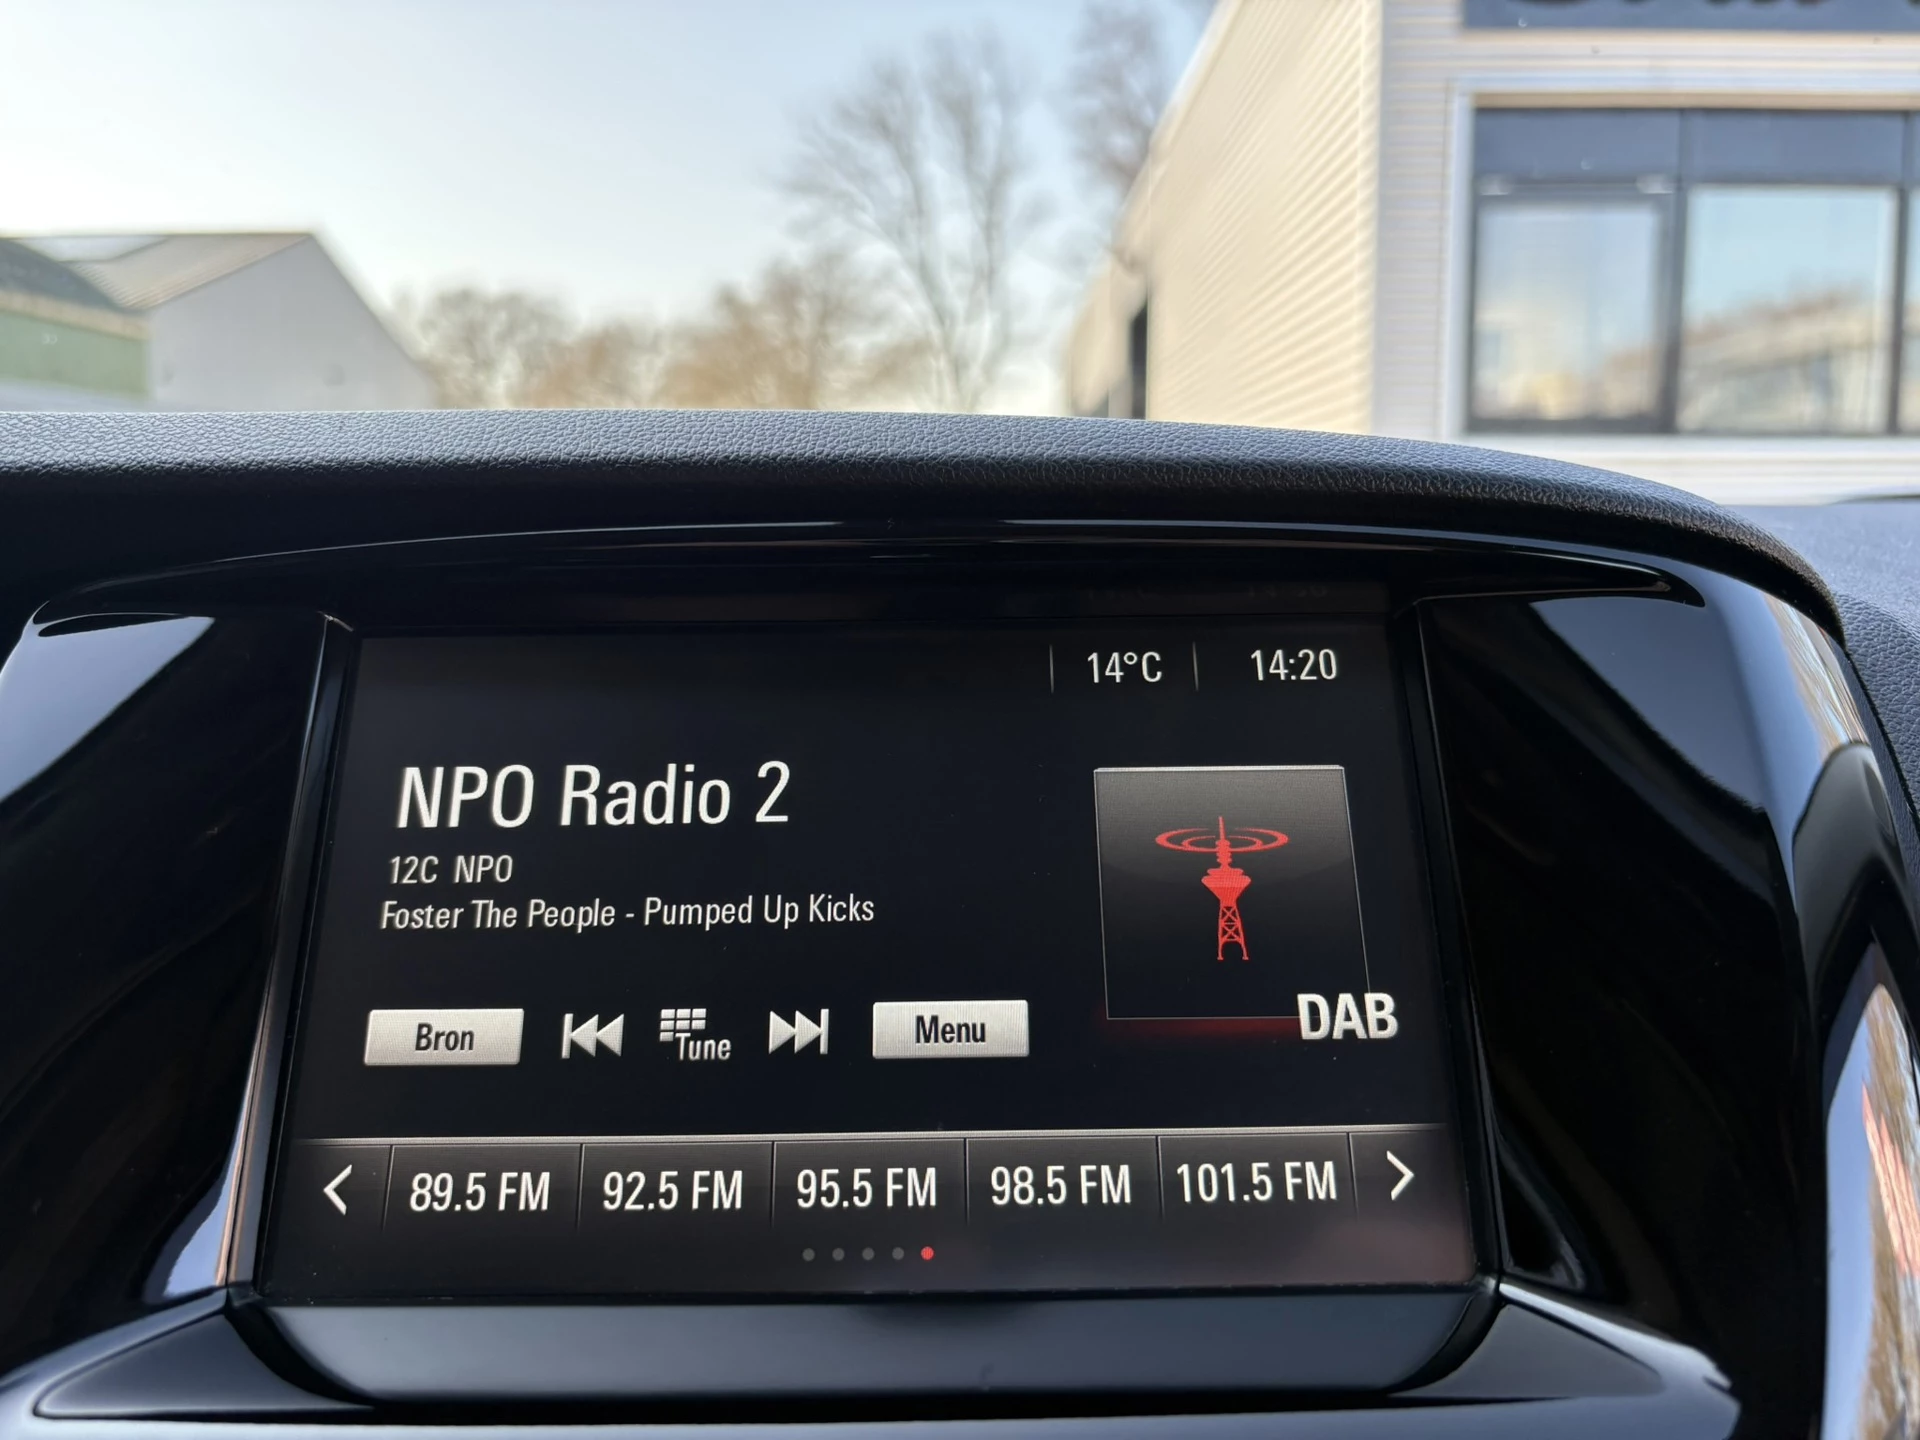 14°C 14:20
NPO Radio 2
12C NPO
Foster The People - Pumped Up Kicks
DAB
Bron Tune Menu
89.5 FM 92.5 FM 95.5 FM 98.5 FM 101.5 FM